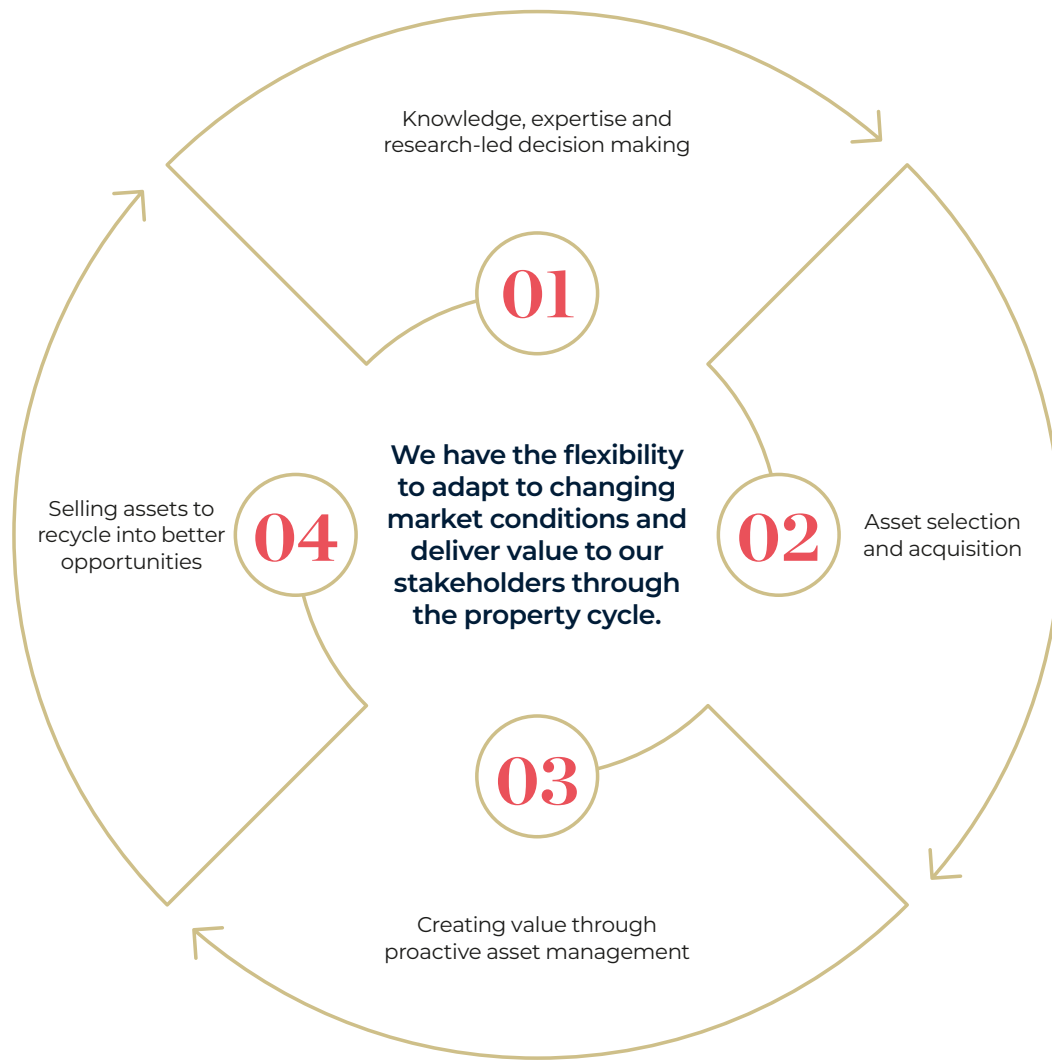 Knowledge, expertise and
research-led decision making
01
We have the flexibility
to adapt to changing
market conditions and
deliver value to our
stakeholders through
the property cycle.
02
Asset selection
and acquisition
03
Creating value through
proactive asset management
04
Selling assets to
recycle into better
opportunities